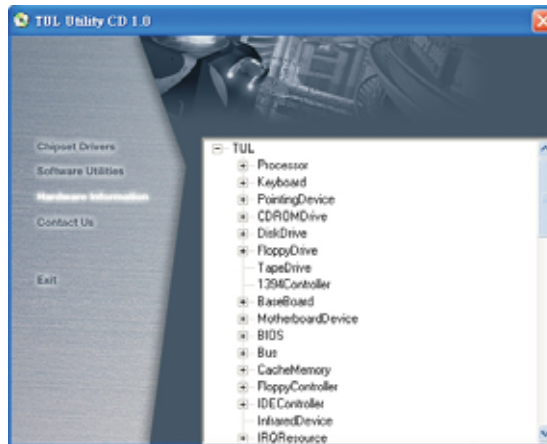 TUL Utility CD 1.0
Chipset Drivers
Software Utilities
Hardware Information
Contact Us
Exit
TUL
Processor
Keyboard
PointingDevice
CDROMDrive
DiskDrive
FloppyDrive
TapeDrive
1394Controller
BaseBoard
MotherboardDevice
BIOS
Bus
CacheMemory
FloppyController
IDEController
InfraredDevice
IRQResource